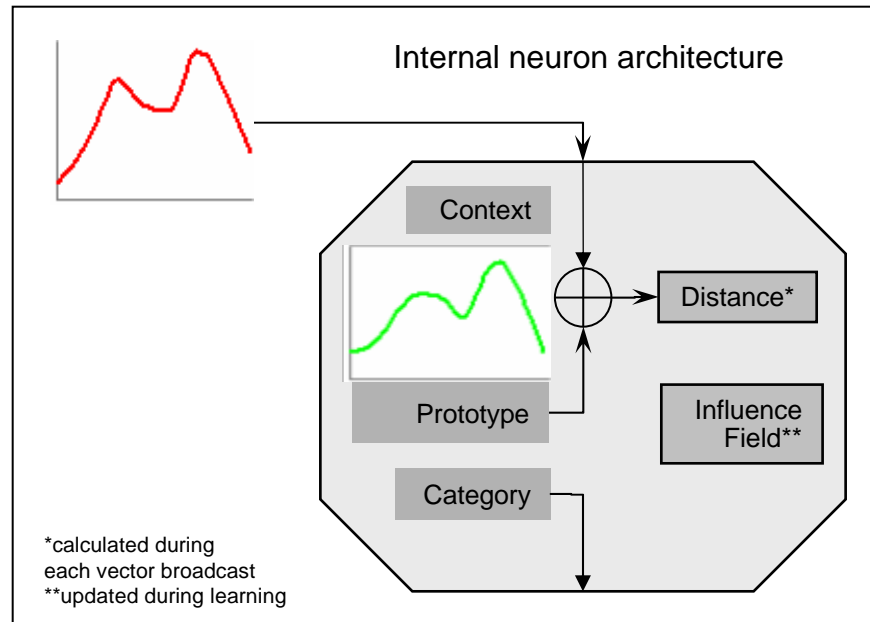 Internal neuron architecture
Context
Distance*
Prototype
Influence
Field**
Category
*calculated during
each vector broadcast
**updated during learning